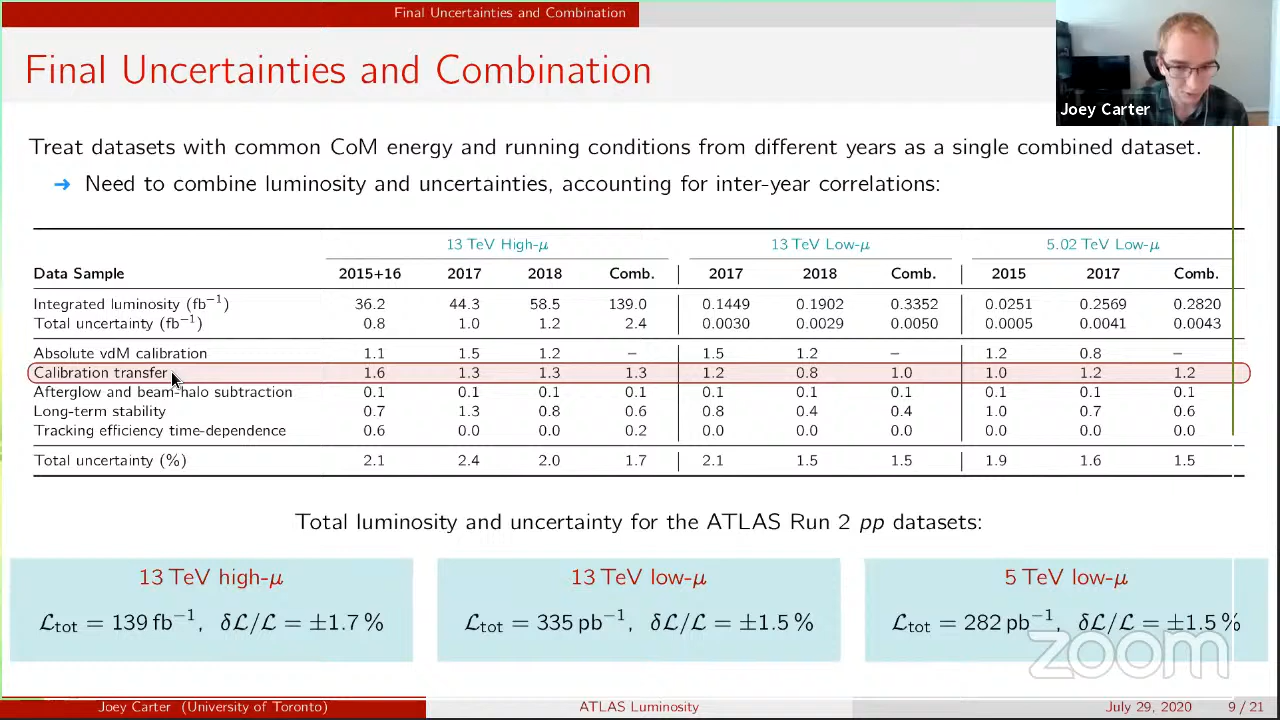 Final Uncertainties and Combination
Final Uncertainties and Combination
Joey Carter
Treat datasets with common CoM energy and running conditions from different years as a single combined dataset.
➜ Need to combine luminosity and uncertainties, accounting for inter-year correlations:
13 TeV High-μ 13 TeV Low-μ 5.02 TeV Low-μ
Data Sample 2015+16 2017 2018 Comb. 2017 2018 Comb. 2015 2017 Comb.
Integrated luminosity (fb⁻¹) 36.2 44.3 58.5 139.0 0.1449 0.1902 0.3352 0.0251 0.2569 0.2820
Total uncertainty (fb⁻¹) 0.8 1.0 1.2 2.4 0.0030 0.0029 0.0050 0.0005 0.0041 0.0043
Absolute vdM calibration 1.1 1.5 1.2 – 1.5 1.2 – 1.2 0.8 –
Calibration transfer 1.6 1.3 1.3 1.3 1.2 0.8 1.0 1.0 1.2 1.2
Afterglow and beam-halo subtraction 0.1 0.1 0.1 0.1 0.1 0.1 0.1 0.1 0.1 0.1
Long-term stability 0.7 1.3 0.8 0.6 0.8 0.4 0.4 1.0 0.7 0.6
Tracking efficiency time-dependence 0.6 0.0 0.0 0.2 0.0 0.0 0.0 0.0 0.0 0.0
Total uncertainty (%) 2.1 2.4 2.0 1.7 2.1 1.5 1.5 1.9 1.6 1.5
Total luminosity and uncertainty for the ATLAS Run 2 pp datasets:
13 TeV high-μ
ℒtot = 139 fb⁻¹, δℒ/ℒ = ±1.7 %
13 TeV low-μ
ℒtot = 335 pb⁻¹, δℒ/ℒ = ±1.5 %
5 TeV low-μ
ℒtot = 282 pb⁻¹, δℒ/ℒ = ±1.5 %
zoom
Joey Carter (University of Toronto) ATLAS Luminosity July 29, 2020 9 / 21